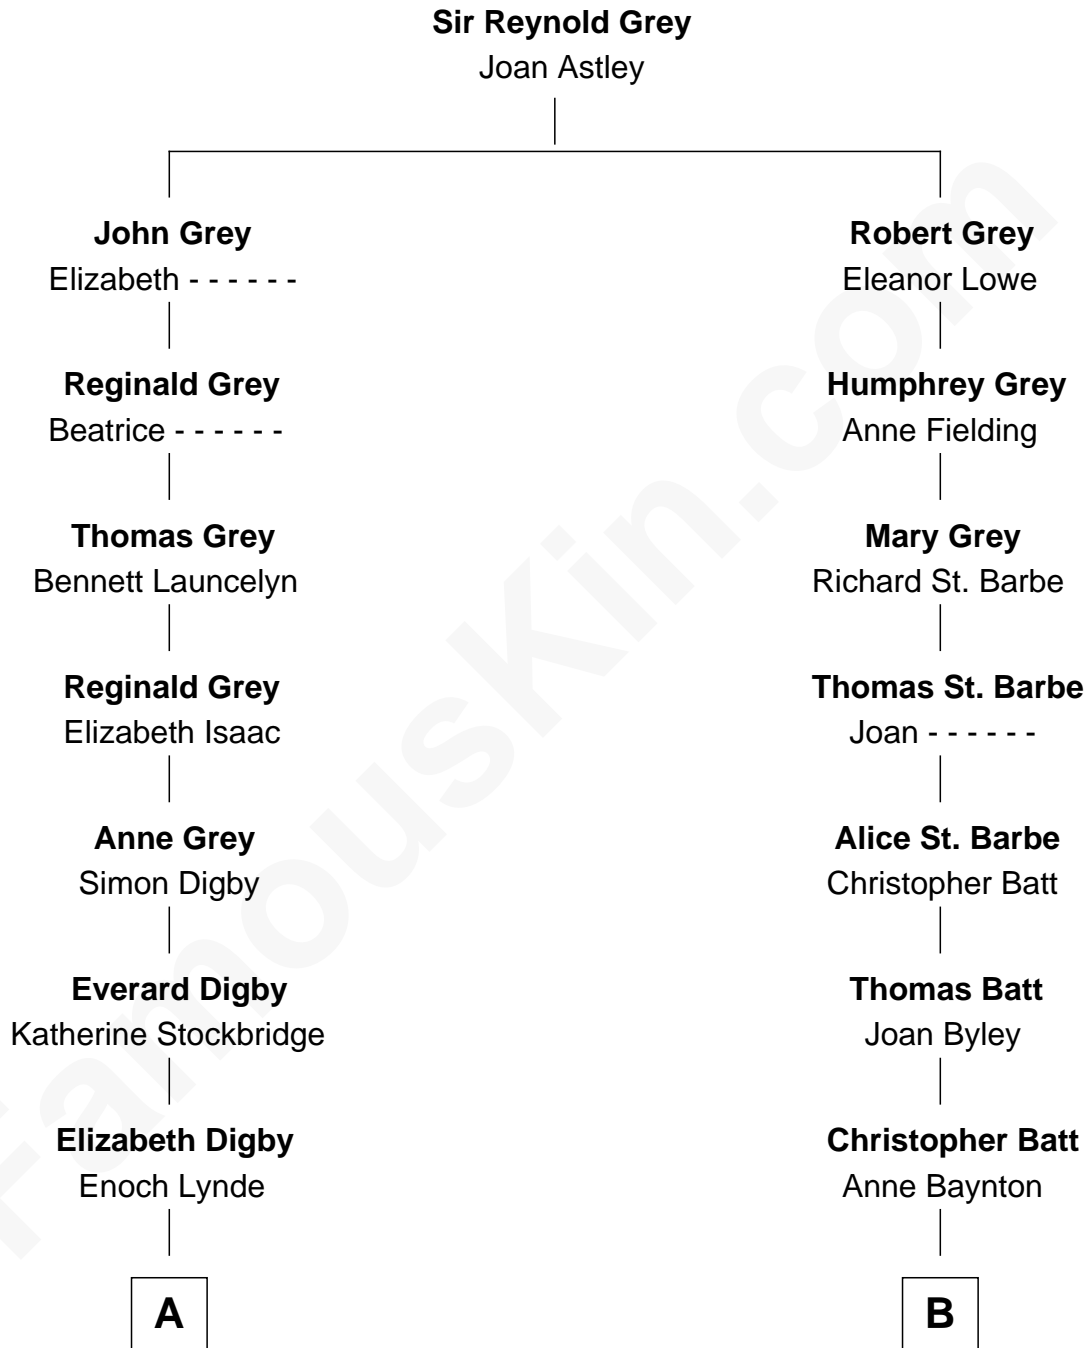 Sir Reynold Grey
Joan Astley
John Grey
Elizabeth - - - - - -
Robert Grey
Eleanor Lowe
Reginald Grey
Beatrice - - - - - -
Humphrey Grey
Anne Fielding
Thomas Grey
Bennett Launcelyn
Mary Grey
Richard St. Barbe
Reginald Grey
Elizabeth Isaac
Thomas St. Barbe
Joan - - - - - -
Anne Grey
Simon Digby
Alice St. Barbe
Christopher Batt
Everard Digby
Katherine Stockbridge
Thomas Batt
Joan Byley
Elizabeth Digby
Enoch Lynde
Christopher Batt
Anne Baynton
A
B
FamousKin.com